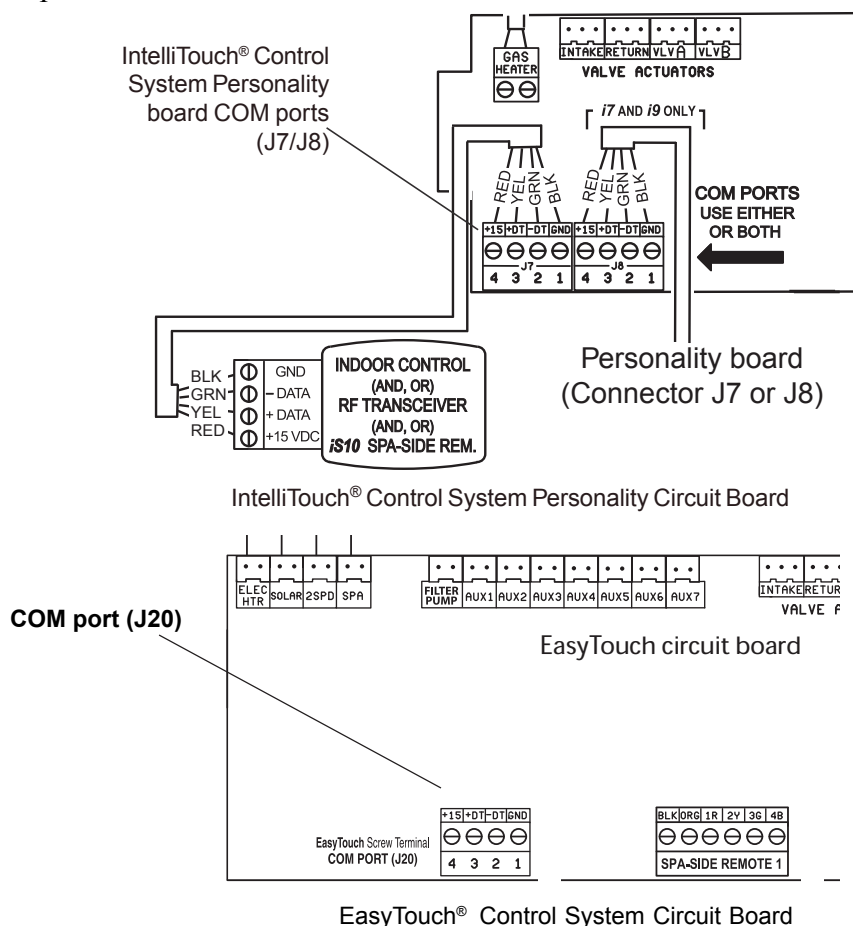 IntelliTouch® Control
System Personality
board COM ports
(J7/J8)
GAS
HEATER
INTAKE RETURN VLVA VLVB
VALVE ACTUATORS
i7 AND i9 ONLY
RED YEL GRN BLK
RED YEL GRN BLK
+15 +DT -DT GND
+15 +DT -DT GND
J7
J8
4 3 2 1
4 3 2 1
COM PORTS
USE EITHER
OR BOTH
Personality board
(Connector J7 or J8)
BLK
GRN
YEL
RED
GND
– DATA
+ DATA
+15 VDC
INDOOR CONTROL
(AND, OR)
RF TRANSCEIVER
(AND, OR)
iS10 SPA-SIDE REM.
IntelliTouch® Control System Personality Circuit Board
ELEC
HTR
SOLAR
2SPD
SPA
FILTER
PUMP
AUX1 AUX2 AUX3 AUX4 AUX5 AUX6 AUX7
INTAKE RETUR
VALVE A
COM port (J20)
EasyTouch circuit board
+15 +DT -DT GND
EasyTouch Screw Terminal
COM PORT (J20)
4 3 2 1
BLK ORG 1R 2Y 3G 4B
SPA-SIDE REMOTE 1
EasyTouch® Control System Circuit Board